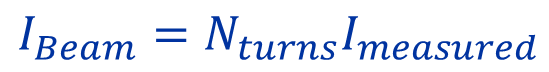 I_Beam = N_turns I_measured